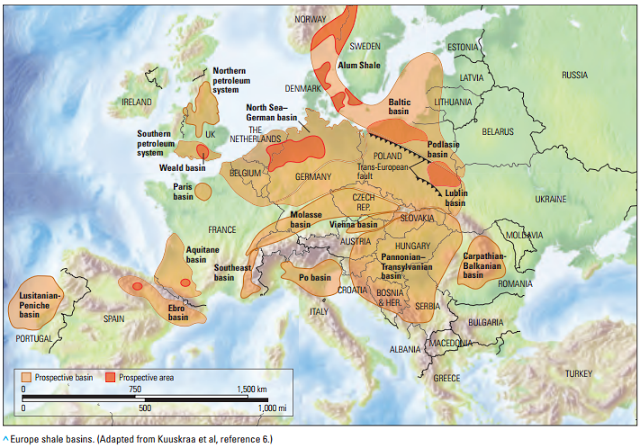 NORWAY
SWEDEN
ESTONIA
Alum Shale
RUSSIA
Northern
petroleum
system
LATVIA
DENMARK
IRELAND
North Sea–
German basin
Baltic
basin
LITHUANIA
Southern
petroleum
system
UK
THE
NETHERLANDS
BELARUS
Podlasie
basin
POLAND
Weald basin
Trans-European
fault
BELGIUM
GERMANY
Paris
basin
Lublin
basin
CZECH
REP.
UKRAINE
Molasse
basin
SLOVAKIA
FRANCE
Vienna basin
MOLDAVIA
AUSTRIA
HUNGARY
Aquitaine
basin
Pannonian–
Transylvanian
basin
Carpathian-
Balkanian
basin
Southeast
basin
Po basin
ROMANIA
Lusitanian-
Peniche
basin
CROATIA
BOSNIA
& HER.
SERBIA
Ebro
basin
SPAIN
ITALY
BULGARIA
PORTUGAL
MACEDONIA
ALBANIA
TURKEY
GREECE
Prospective basin
Prospective area
0 750 1,500 km
0 500 1,000 mi
^ Europe shale basins. (Adapted from Kuuskraa et al, reference 6.)